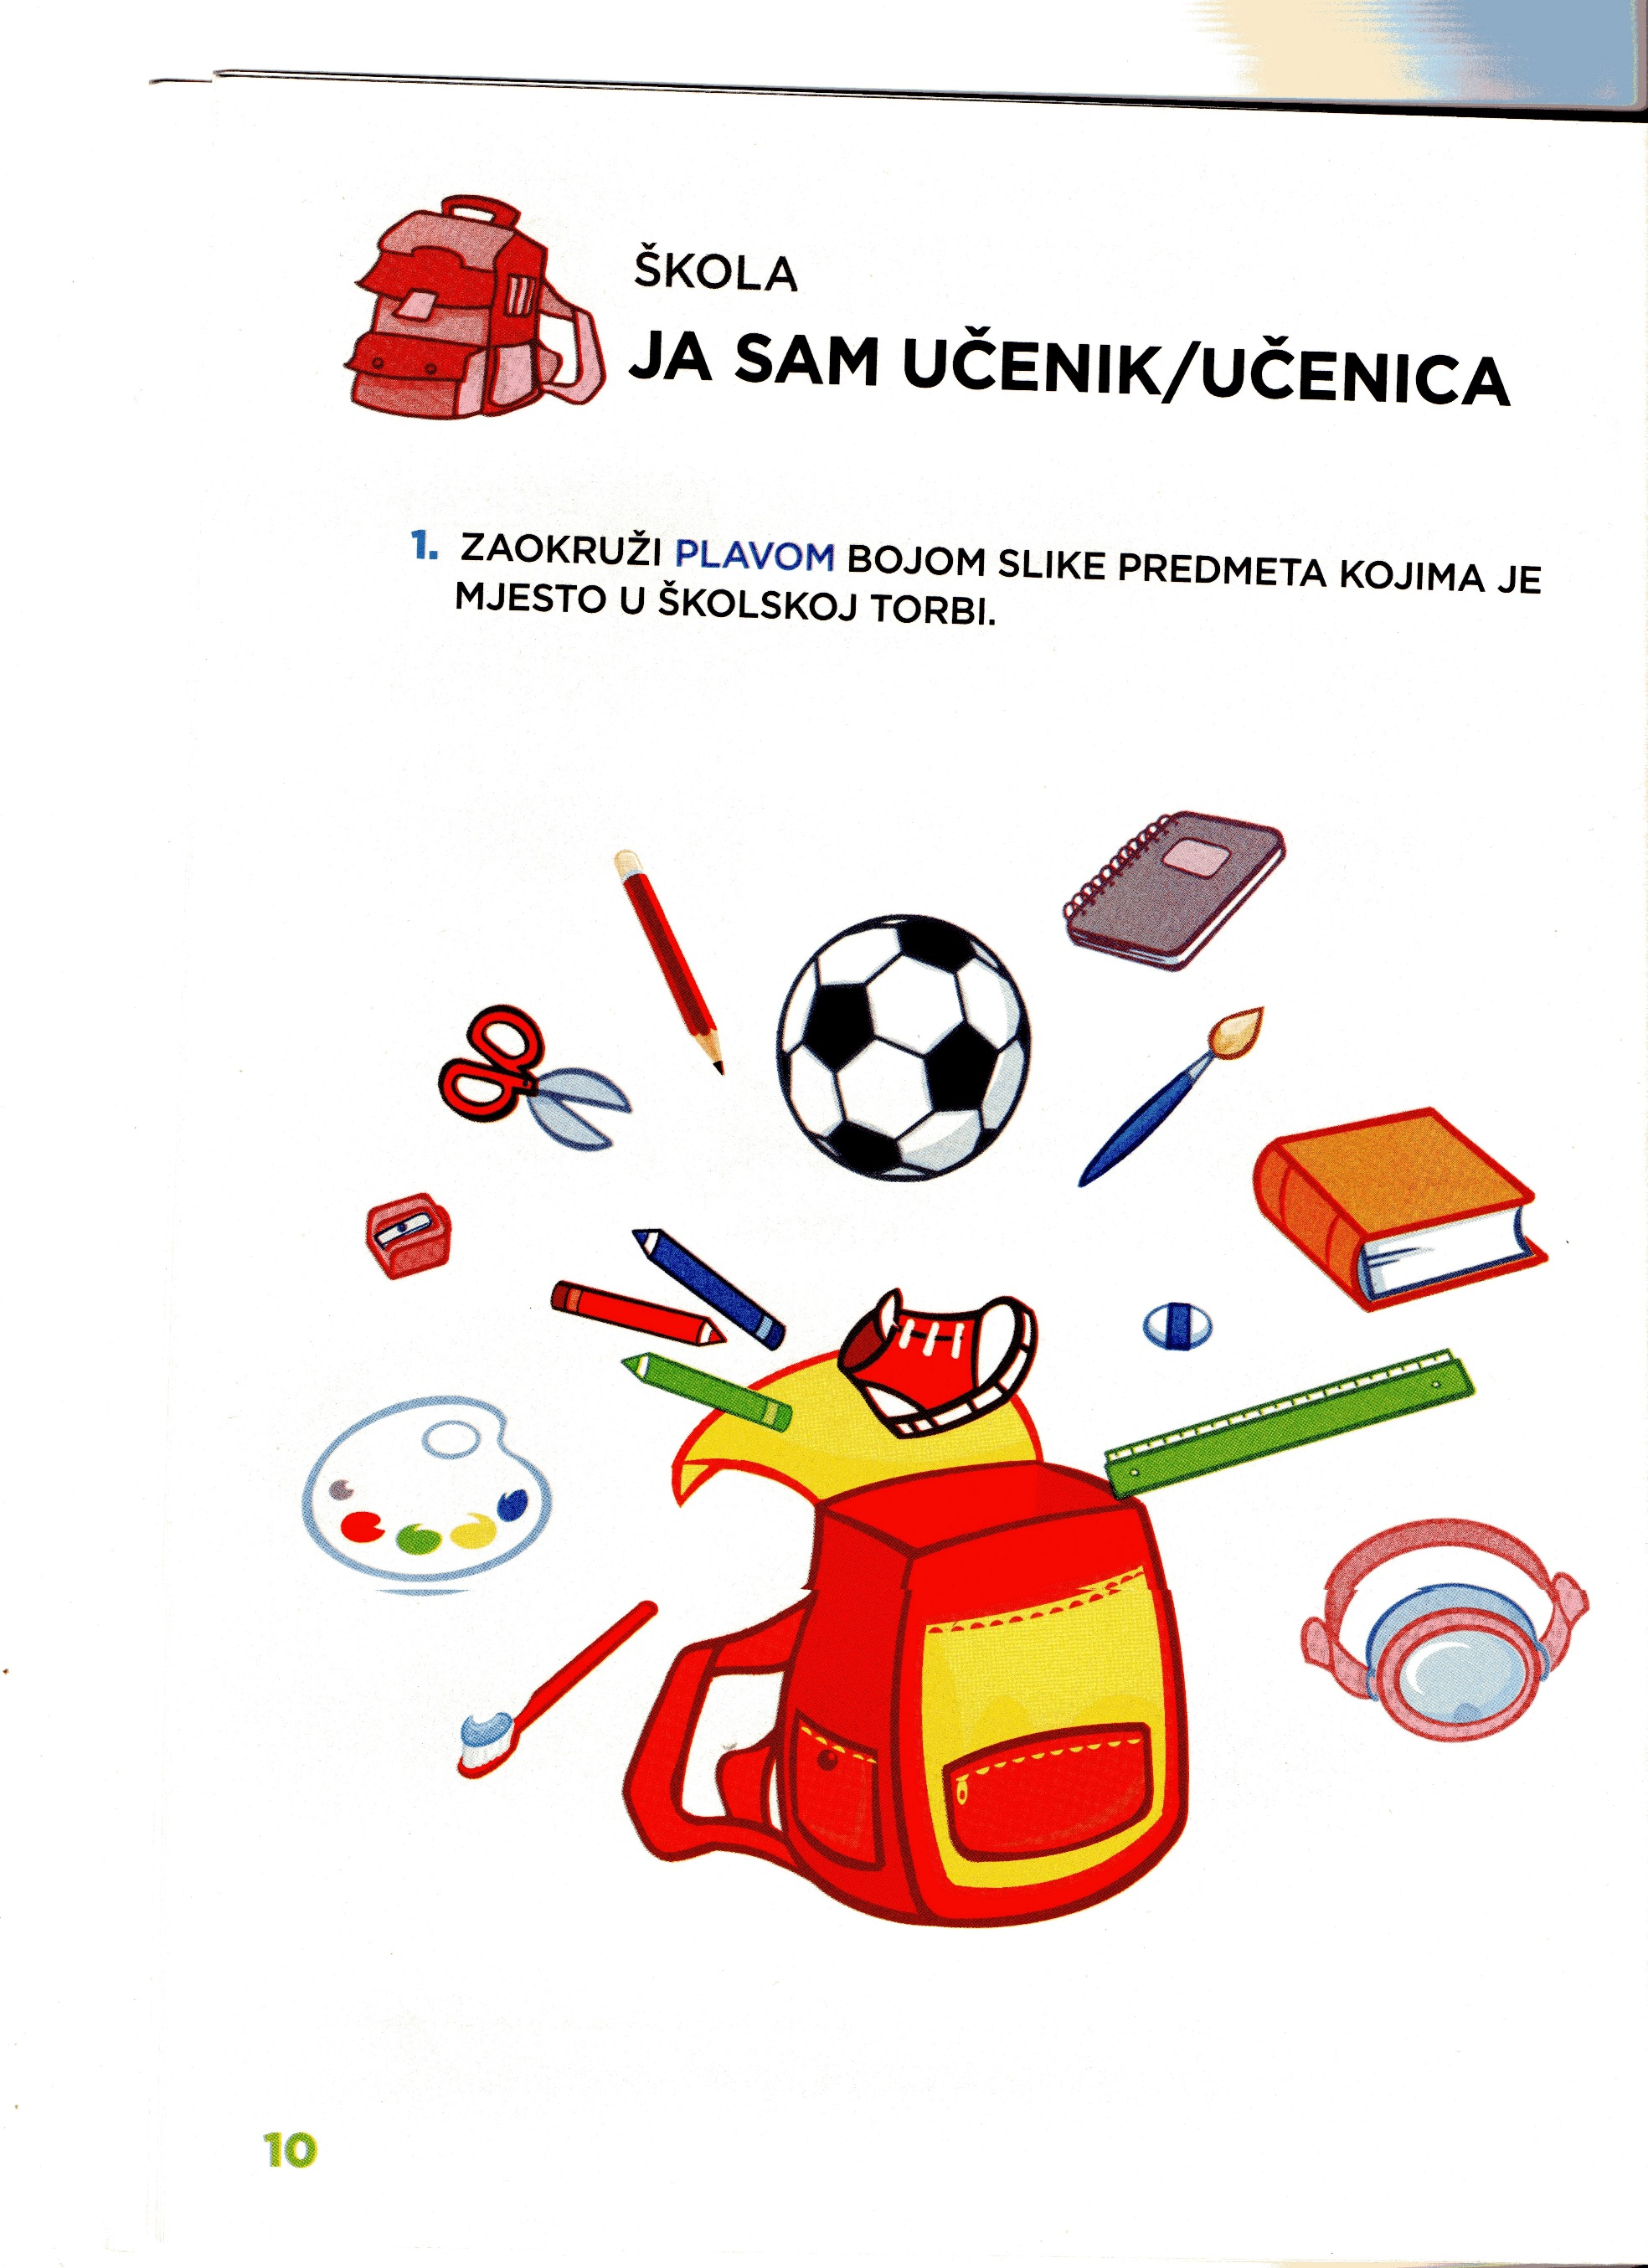 ŠKOLA
JA SAM UČENIK/UČENICA
1. ZAOKRUŽI PLAVOM BOJOM SLIKE PREDMETA KOJIMA JE
MJESTO U ŠKOLSKOJ TORBI.
10